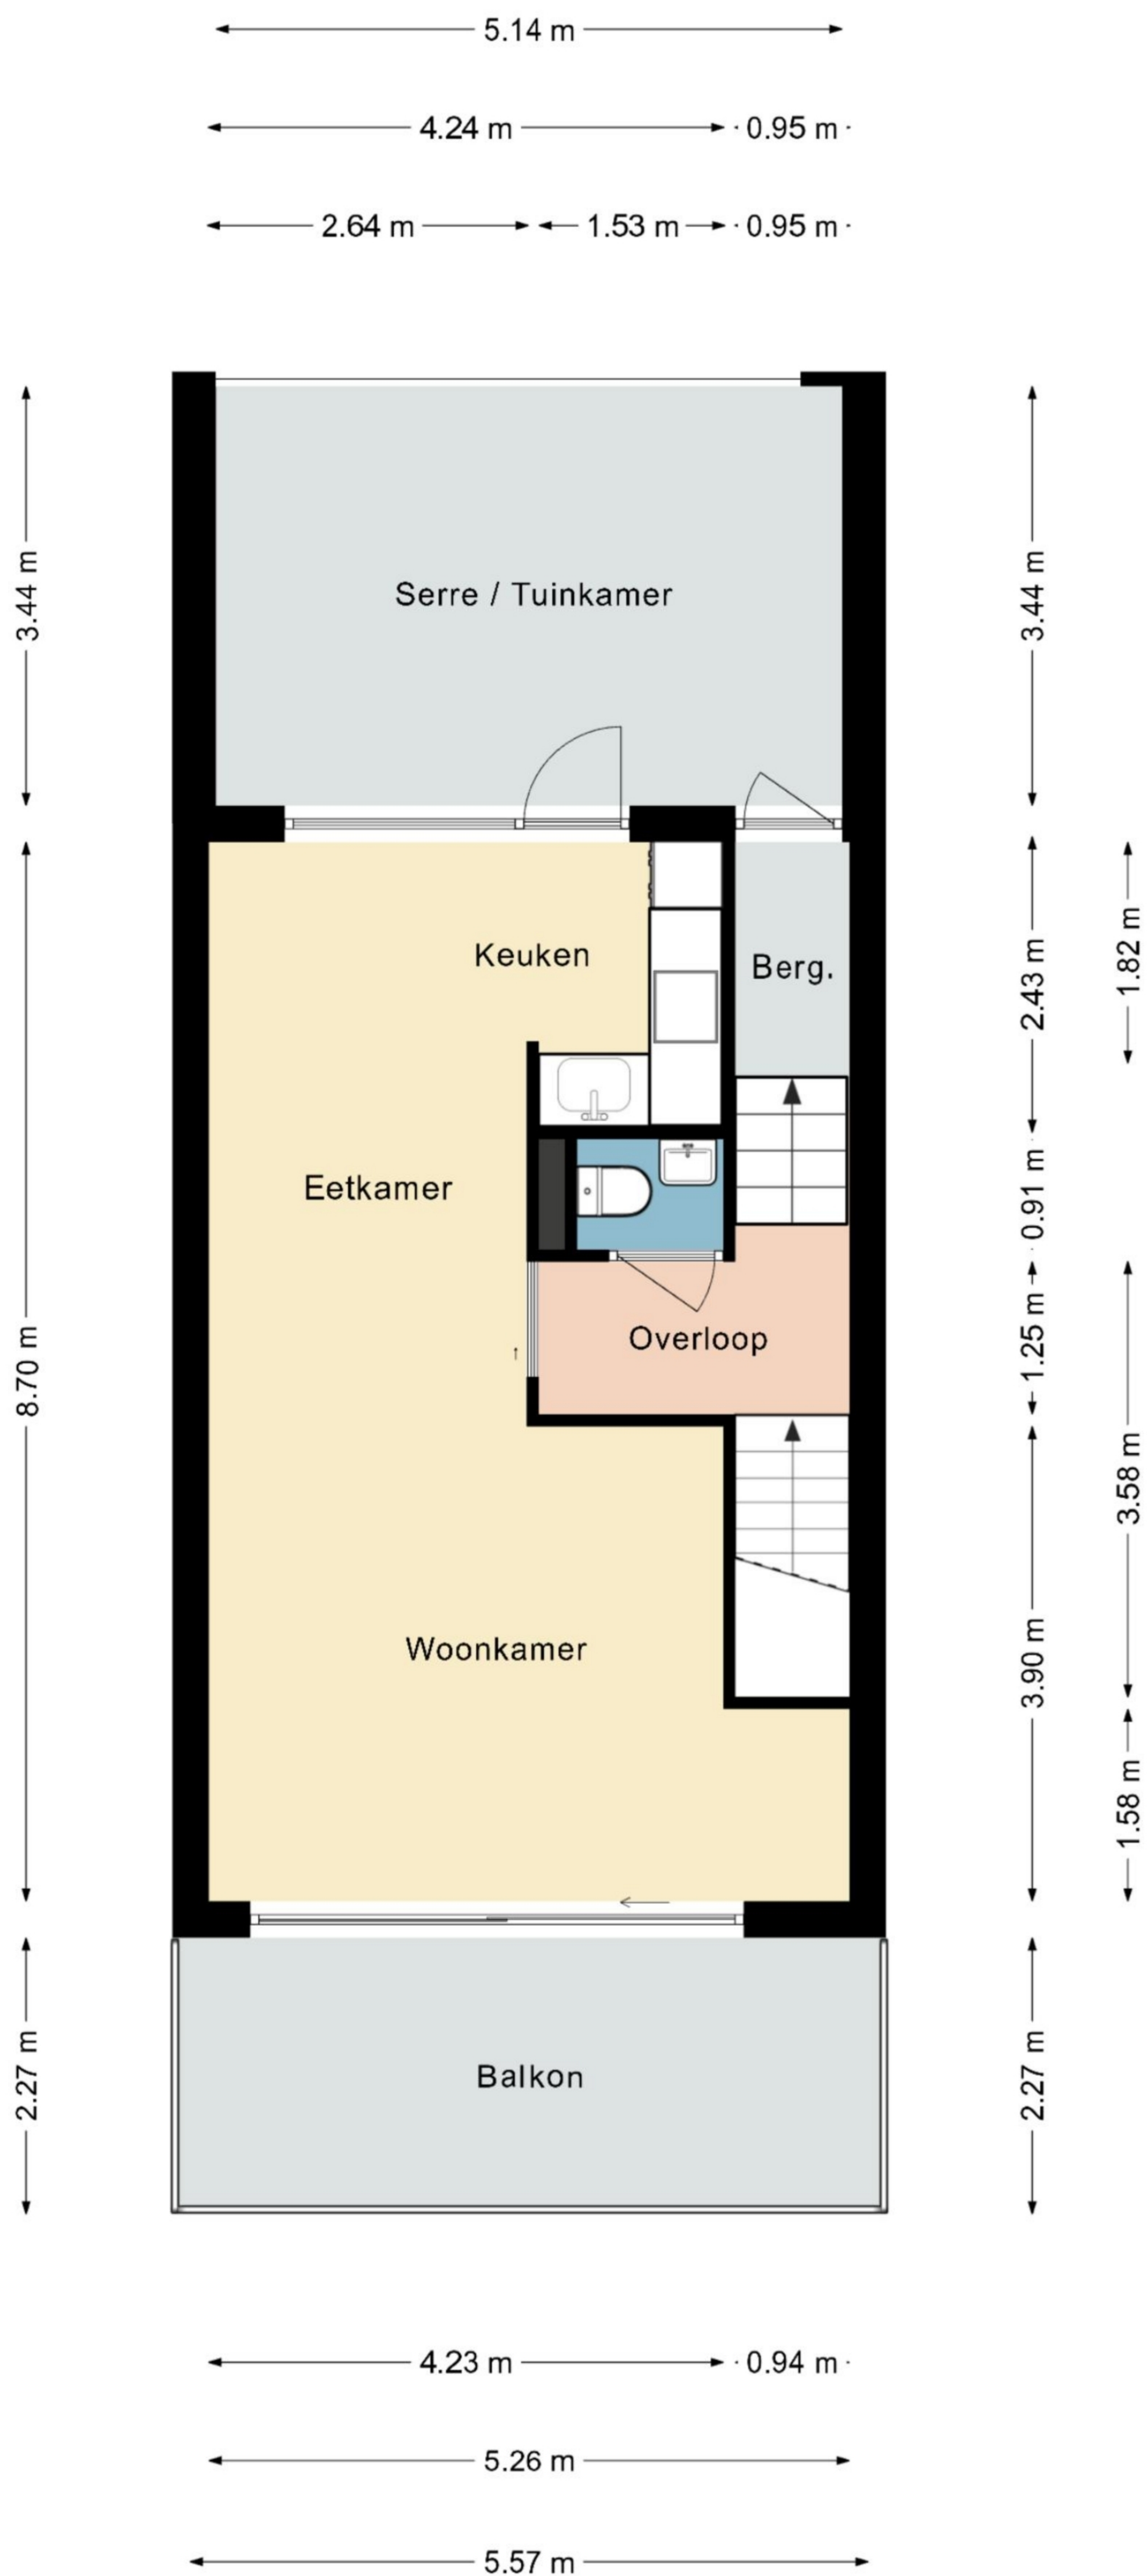 5.14 m
4.24 m
0.95 m
2.64 m
1.53 m
0.95 m
3.44 m
3.44 m
Serre / Tuinkamer
Keuken
Berg.
2.43 m
1.82 m
Eetkamer
0.91 m
Overloop
1.25 m
8.70 m
3.58 m
Woonkamer
3.90 m
1.58 m
Balkon
2.27 m
2.27 m
4.23 m
0.94 m
5.26 m
5.57 m